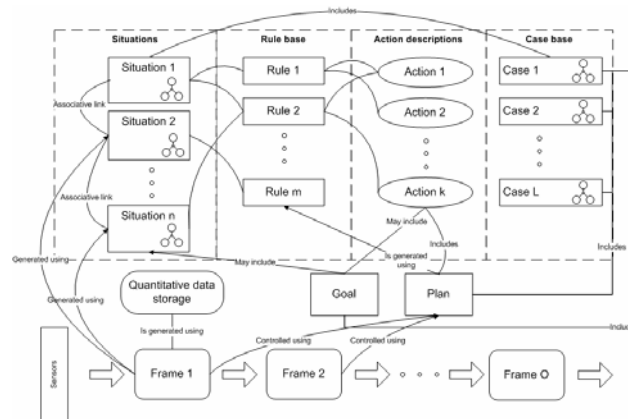 Includes
Situations
Rule base
Action descriptions
Case base
Situation 1
Rule 1
Action 1
Case 1
Associative link
Situation 2
Rule 2
Action 2
Case 2
Associative link
Situation n
Rule m
Action k
Case L
May include
Is generated
using
Includes
Includes
Generated using
May include
Generated using
Quantitative data
storage
Goal
Plan
Is generated using
Controlled using
Controlled using
Includ
Sensors
Frame 1
Frame 2
Frame O